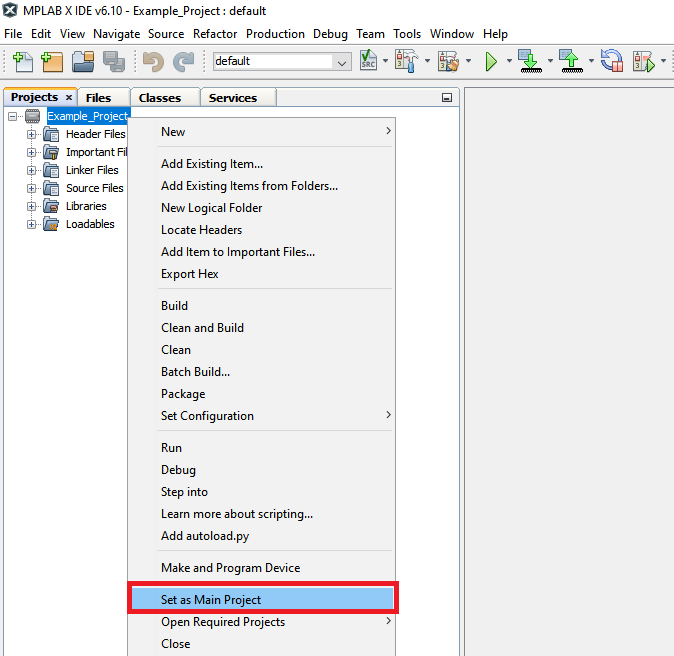 MPLAB X IDE v6.10 - Example_Project : default
File Edit View Navigate Source Refactor Production Debug Team Tools Window Help
default
SRC
Projects × Files Classes Services
Example_Project
Header Files
Important Fil
Linker Files
Source Files
Libraries
Loadables
New
Add Existing Item...
Add Existing Items from Folders...
New Logical Folder
Locate Headers
Add Item to Important Files...
Export Hex
Build
Clean and Build
Clean
Batch Build...
Package
Set Configuration
Run
Debug
Step into
Learn more about scripting...
Add autoload.py
Make and Program Device
Set as Main Project
Open Required Projects
Close